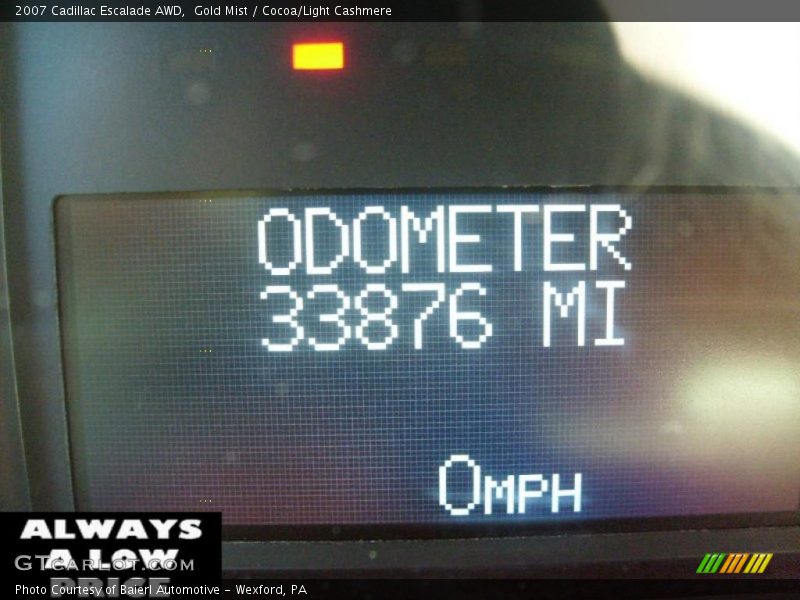 2007 Cadillac Escalade AWD,  Gold Mist / Cocoa/Light Cashmere
ODOMETER
33876 MI
0MPH
ALWAYS
A LOW
PRICE
GTCARLOT.COM
Photo Courtesy of Baierl Automotive – Wexford, PA